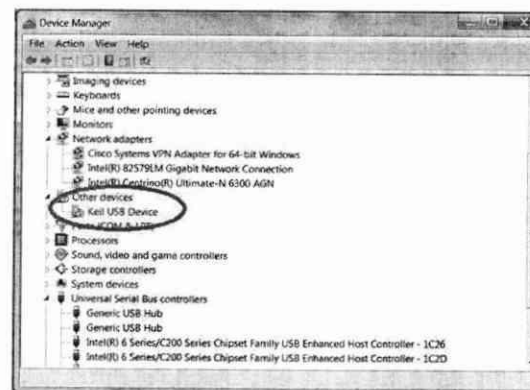 Device Manager
File Action View Help
Imaging devices
Keyboards
Mice and other pointing devices
Monitors
Network adapters
Cisco Systems VPN Adapter for 64-bit Windows
Intel(R) 82579LM Gigabit Network Connection
Intel(R) Centrino(R) Ultimate-N 6300 AGN
Other devices
Keil USB Device
Ports (COM & LPT)
Processors
Sound, video and game controllers
Storage controllers
System devices
Universal Serial Bus controllers
Generic USB Hub
Generic USB Hub
Intel(R) 6 Series/C200 Series Chipset Family USB Enhanced Host Controller - 1C26
Intel(R) 6 Series/C200 Series Chipset Family USB Enhanced Host Controller - 1C2D